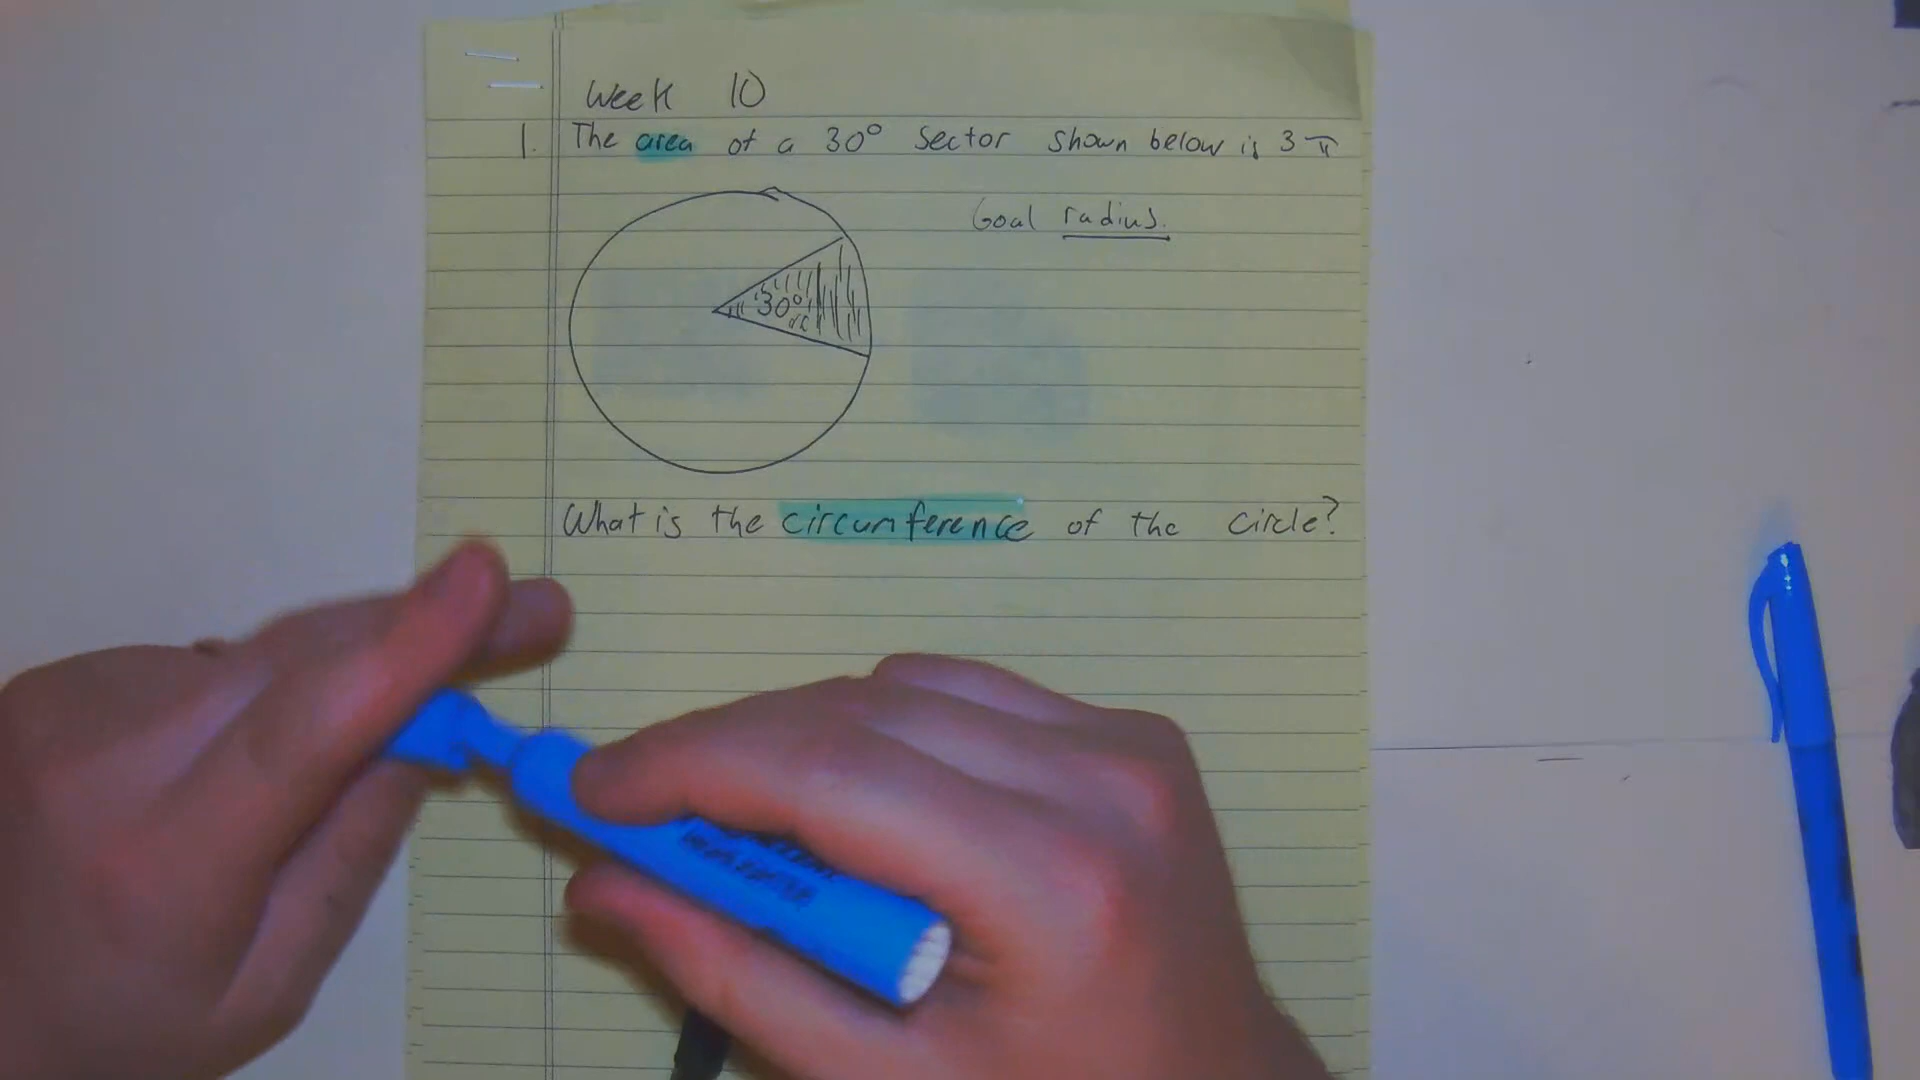 Week 10
1. The area of a 30° sector shown below is 3π
Goal radius.
30°
What is the circumference of the circle?